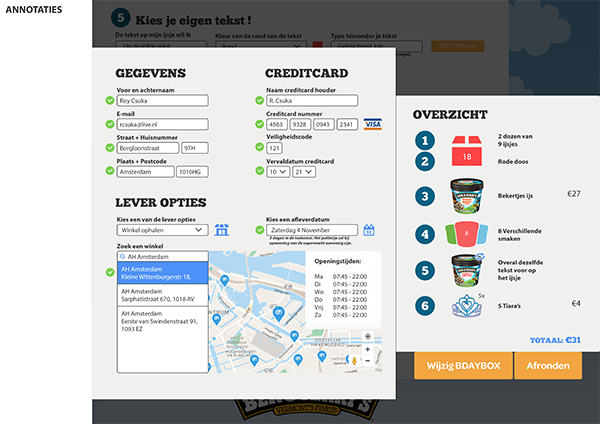 ANNOTATIES
5 Kies je eigen tekst !
De tekst op mijn ijsje wil ik
Kleur van de rand van de tekst
Type hieronder je tekst
GEGEVENS
Voor en achternaam
Roy Csuka
E-mail
rcsuka@live.nl
Straat + Huisnummer
Borgloonstraat
97H
Plaats + Postcode
Amsterdam
1016HG
CREDITCARD
Naam creditcard houder
R. Csuka
Creditcard nummer
4563 9328 0943 2341
VISA
Veiligheidscode
121
Vervaldatum creditcard
10 21
LEVER OPTIES
Kies een van de lever opties
Winkel ophalen
Kies een afleverdatum
Zaterdag 4 November
3 dagen in de toekomst. Het pakketje zal bij
opneming van de supermarkt aanwezig zijn.
Zoek een winkel
AH Amsterdam
AH Amsterdam
Kleine Wittenburgerstr 18,
AH Amsterdam
Sarphatistraat 670, 1018 AV
AH Amsterdam
Eerste van Swindenstraat 91,
1093 EZ
Openingstijden:
Ma 07:45 - 22:00
Di 07:45 - 22:00
Wo 07:45 - 22:00
Do 07:45 - 22:00
Vrij 07:45 - 22:00
Za 07:45 - 22:00
OVERZICHT
1
2 dozen van
9 ijsjes
2
18
Rode doos
3
Bekertjes ijs
€27
4
8
8 Verschillende
smaken
5
Overal dezelfde
tekst voor op
het ijsje
6
5x
5 Tiara's
€4
TOTAAL: €31
Wijzig BDAYBOX
Afronden
VERMONT'S FINEST